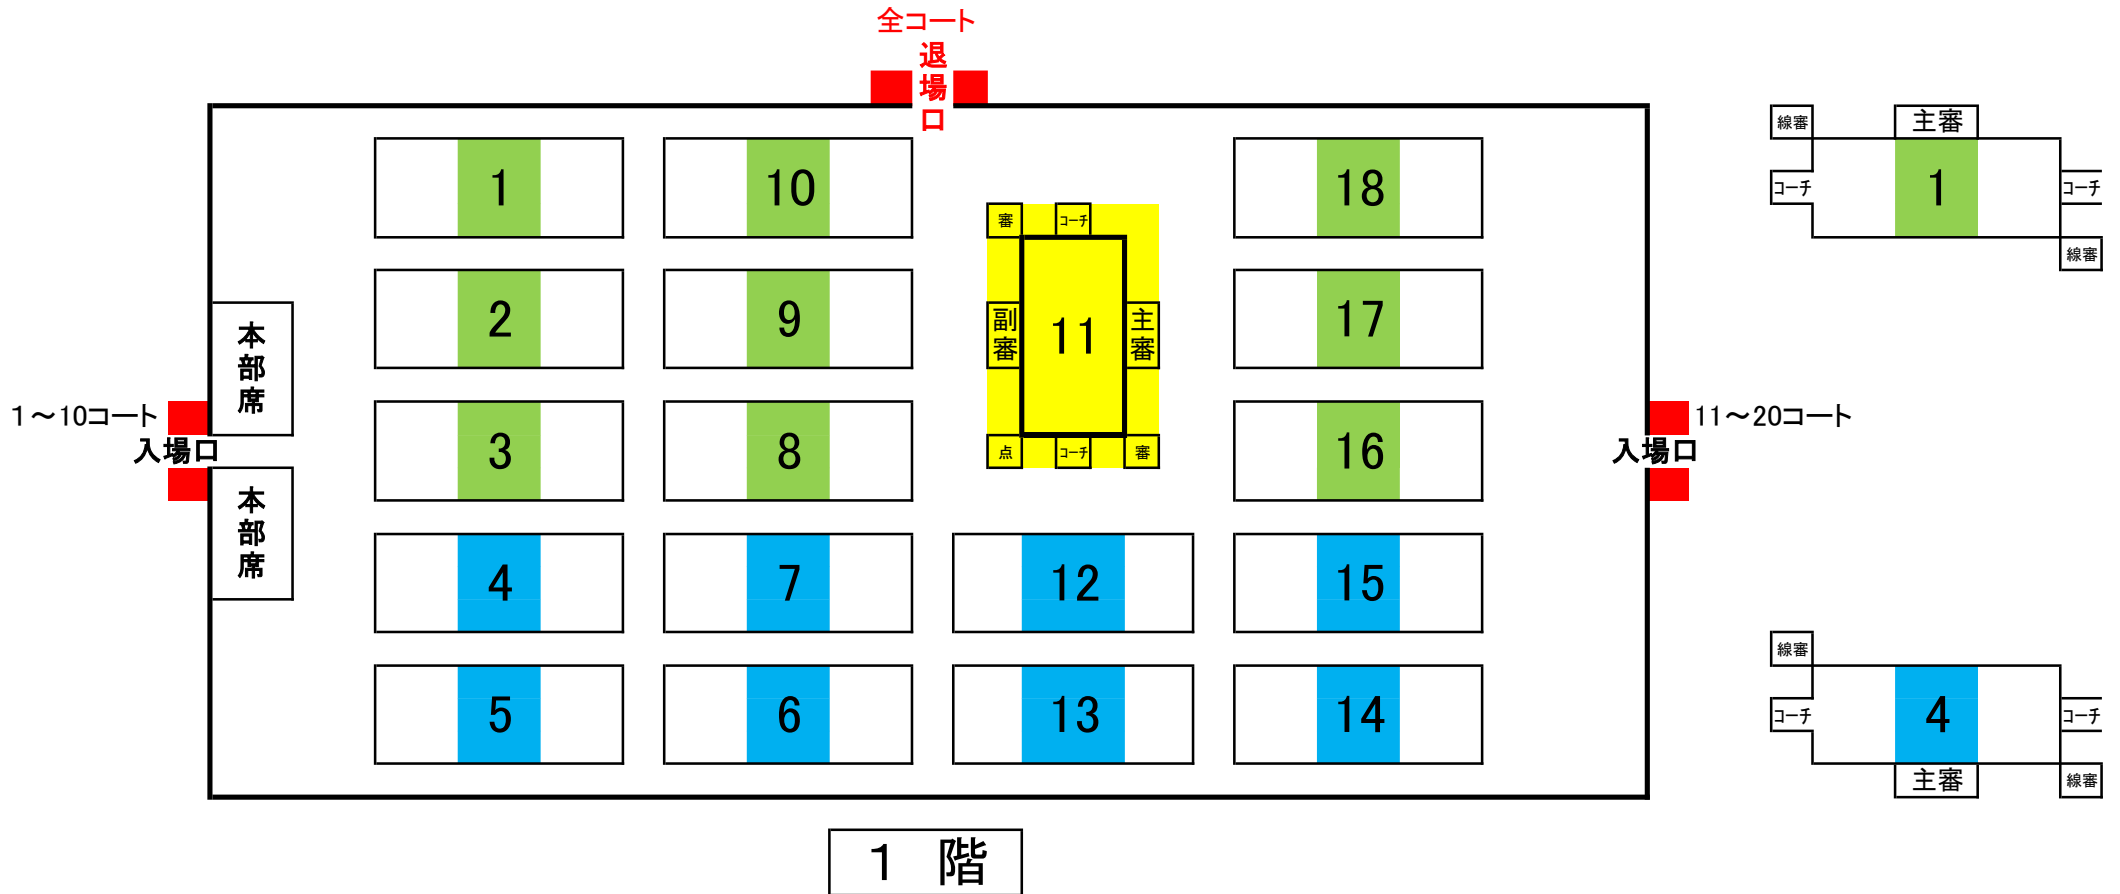 全コート
退場口
1
10
18
審
コーチ
2
9
副審
11
主審
17
本部席
1～10コート
入場口
3
8
点
コーチ
審
16
11～20コート
入場口
本部席
4
7
12
15
5
6
13
14
線審
主審
コーチ
1
コーチ
線審
線審
コーチ
4
コーチ
主審
線審
1 階